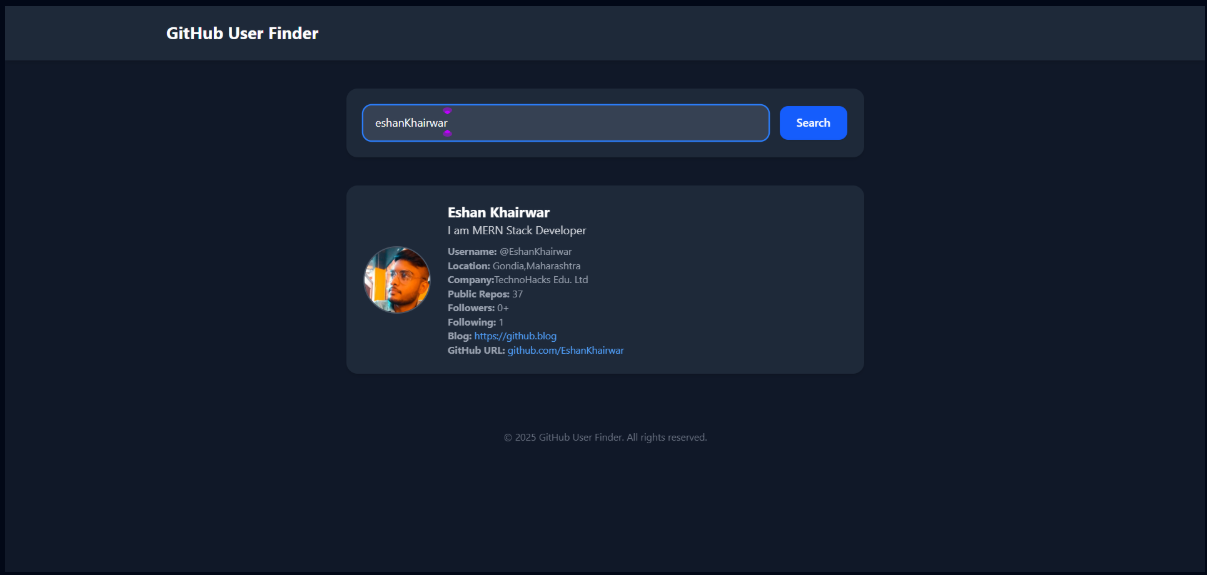 GitHub User Finder
eshanKhairwar
Search
Eshan Khairwar
I am MERN Stack Developer
Username: @EshanKhairwar
Location: Gondia,Maharashtra
Company:TechnoHacks Edu. Ltd
Public Repos: 37
Followers: 0+
Following: 1
Blog: https://github.blog
GitHub URL: github.com/EshanKhairwar
© 2025 GitHub User Finder. All rights reserved.